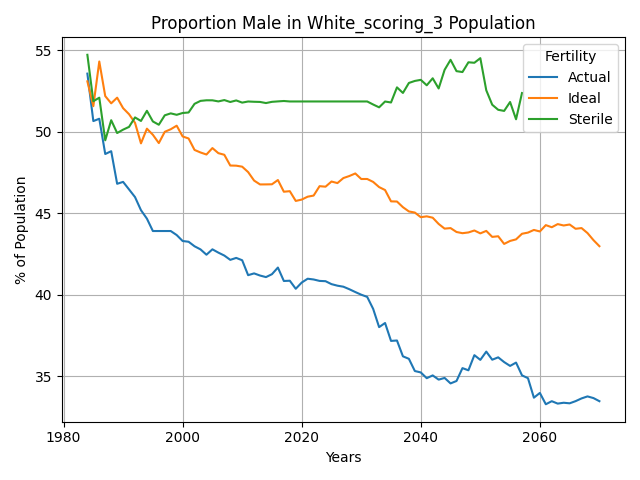 Proportion Male in White_scoring_3 Population
% of Population
55
50
45
40
35
Fertility
Actual
Ideal
Sterile
1980
2000
2020
2040
2060
Years